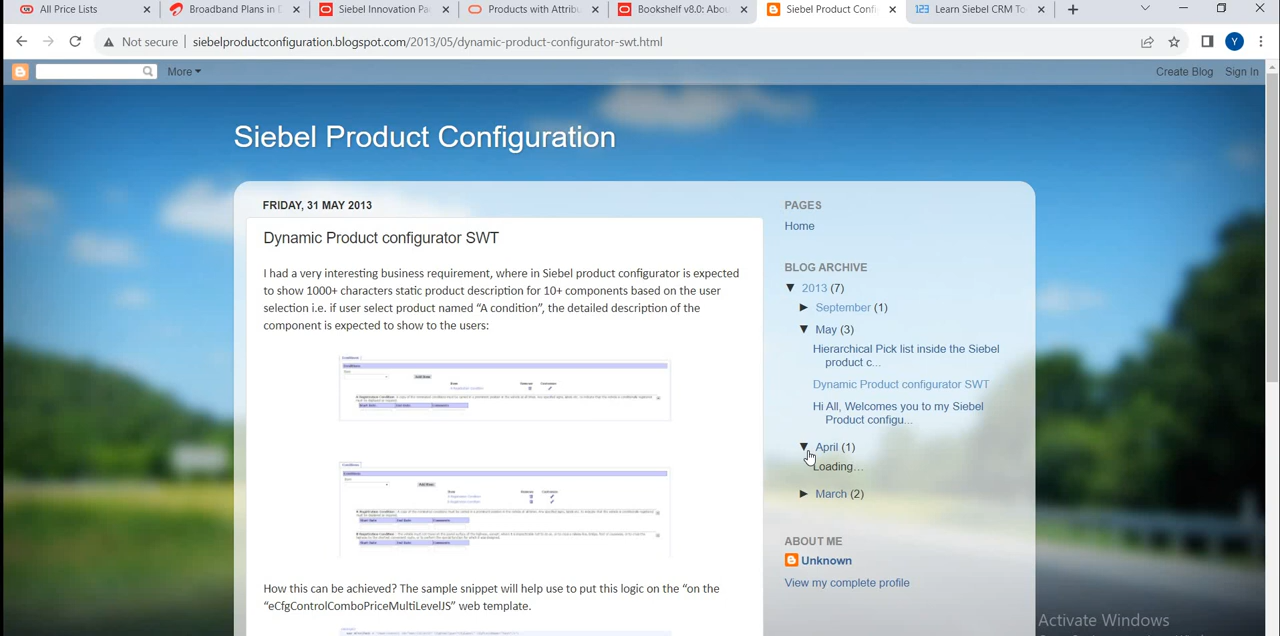 All Price Lists
Broadband Plans in D
Siebel Innovation Pa
Products with Attribu
Bookshelf v8.0: Abou
Siebel Product Confi
Learn Siebel CRM To
Not secure
siebelproductconfiguration.blogspot.com/2013/05/dynamic-product-configurator-swt.html
Y
More
Create Blog
Sign In
Siebel Product Configuration
FRIDAY, 31 MAY 2013
Dynamic Product configurator SWT
I had a very interesting business requirement, where in Siebel product configurator is expected
to show 1000+ characters static product description for 10+ components based on the user
selection i.e. if user select product named “A condition”, the detailed description of the
component is expected to show to the users:
How this can be achieved? The sample snippet will help use to put this logic on the “on the
“eCfgControlComboPriceMultiLevelJS” web template.
PAGES
Home
BLOG ARCHIVE
▼ 2013 (7)
► September (1)
▼ May (3)
Hierarchical Pick list inside the Siebel
product c...
Dynamic Product configurator SWT
Hi All, Welcomes you to my Siebel
Product configu...
▼ April (1)
Loading...
► March (2)
ABOUT ME
Unknown
View my complete profile
Activate Windows